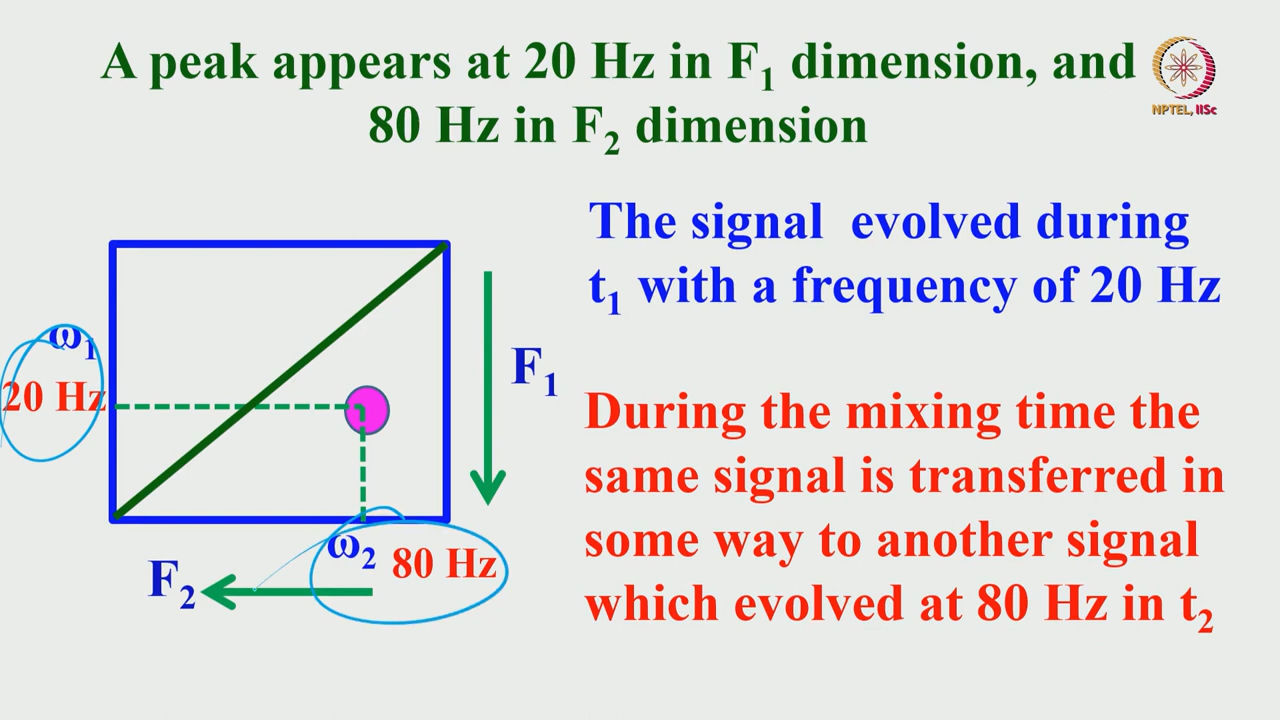 A peak appears at 20 Hz in F₁ dimension, and
80 Hz in F₂ dimension
NPTEL, IISc
The signal evolved during
t₁ with a frequency of 20 Hz
ω₁
20 Hz
F₁
During the mixing time the
same signal is transferred in
some way to another signal
which evolved at 80 Hz in t₂
ω₂ 80 Hz
F₂